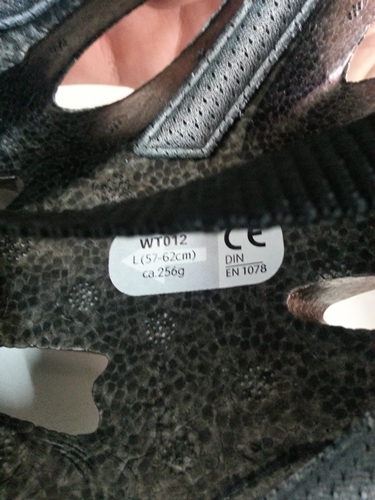 WT012
L (57-62cm)
ca.256g
CE
DIN
EN 1078